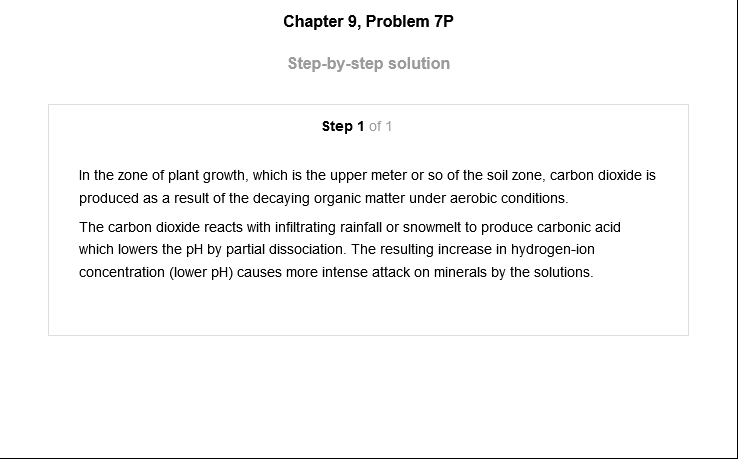 Chapter 9, Problem 7P
Step-by-step solution
Step 1 of 1
In the zone of plant growth, which is the upper meter or so of the soil zone, carbon dioxide is
produced as a result of the decaying organic matter under aerobic conditions.
The carbon dioxide reacts with infiltrating rainfall or snowmelt to produce carbonic acid
which lowers the pH by partial dissociation. The resulting increase in hydrogen-ion
concentration (lower pH) causes more intense attack on minerals by the solutions.